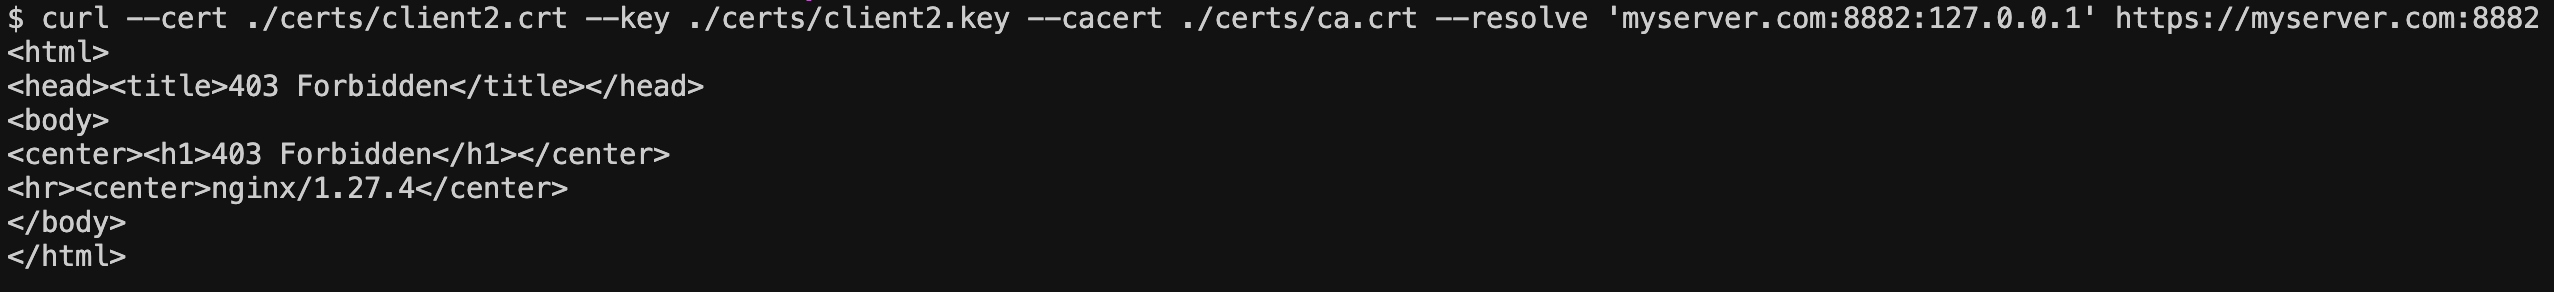 $ curl --cert ./certs/client2.crt --key ./certs/client2.key --cacert ./certs/ca.crt --resolve 'myserver.com:8882:127.0.0.1' https://myserver.com:8882
<html>
<head><title>403 Forbidden</title></head>
<body>
<center><h1>403 Forbidden</h1></center>
<hr><center>nginx/1.27.4</center>
</body>
</html>